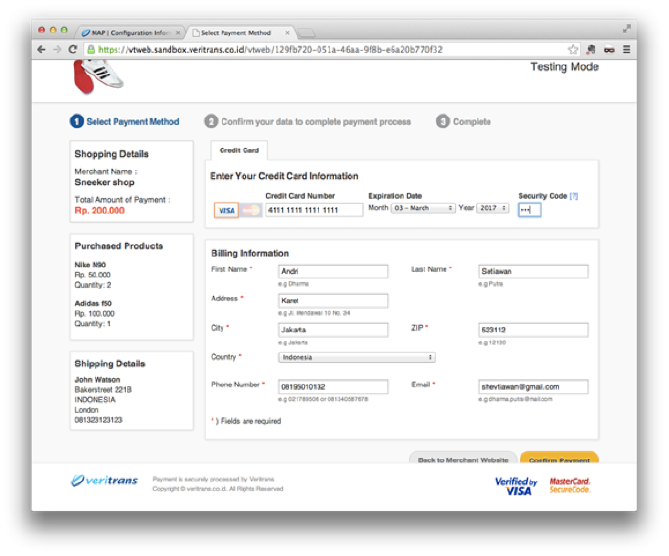 NAP | Configuration Infor
Select Payment Method
https://vtweb.sandbox.veritrans.co.id/vtweb/129fb720-051a-46aa-9f8b-e6a20b770f32
Testing Mode
1 Select Payment Method
2 Confirm your data to complete payment process
3 Complete
Shopping Details
Merchant Name :
Sneeker shop
Total Amount of Payment :
Rp. 200.000
Purchased Products
Nike N90
Rp. 50.000
Quantity: 2
Adidas f50
Rp. 100.000
Quantity: 1
Shipping Details
John Watson
Bakerstreet 221B
INDONESIA
London
081323123123
Credit Card
Enter Your Credit Card Information
Credit Card Number Expiration Date Security Code [?]
VISA 4111 1111 1111 1111 Month 03 - March Year 2017 •••
Billing Information
First Name * Andri Last Name * Setiawan
e.g Dharma e.g Putra
Address * Karet
e.g Jl. Mendawai 10 No. 34
City * Jakarta ZIP *
e.g Jakarta e.g 12130
Country * Indonesia
Phone Number * 08195010132 Email * shevtiawan@gmail.com
e.g 021789506 or
* ) Fields are required
Back to Merchant Website Confirm Payment
veritrans
Payment is securely processed by Veritrans
Copyright © veritrans.co.id. All Rights Reserved
Verified by VISA
MasterCard. SecureCode.